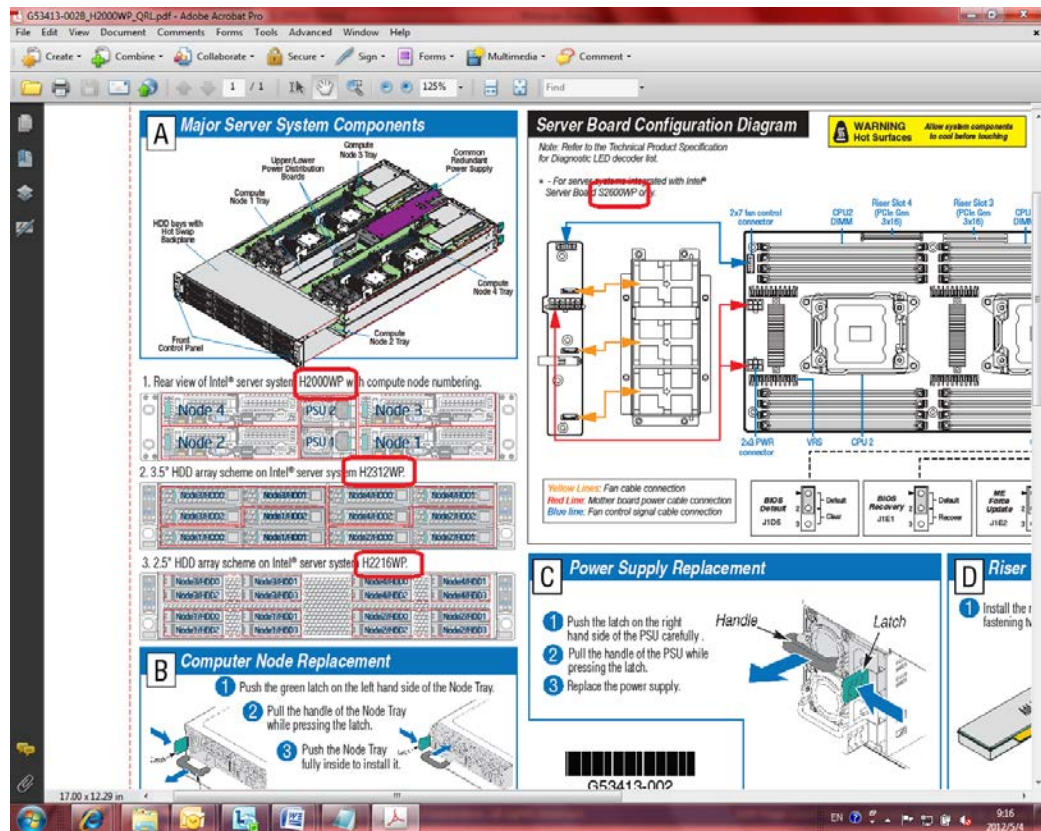 G53413-002B_H2000WP_QRL.pdf - Adobe Acrobat Pro
File Edit View Document Comments Forms Tools Advanced Window Help
Create Combine Collaborate Secure Sign Forms Multimedia Comment
1 / 1 125% Find
A Major Server System Components
Compute
Node 3 Tray
Common
Redundant
Power Supply
Upper/Lower
Power Distribution
Boards
Compute
Node 1 Tray
HDD bays with
Hot Swap
Backplane
Compute
Node 4 Tray
Compute
Node 2 Tray
Front
Control Panel
1. Rear view of Intel® server system H2000WP with compute node numbering.
Node 4 PSU 2 Node 3
Node 2 PSU 1 Node 1
2. 3.5" HDD array scheme on Intel® server system H2312WP.
3. 2.5" HDD array scheme on Intel® server system H2216WP.
B Computer Node Replacement
1 Push the green latch on the left hand side of the Node Tray.
2 Pull the handle of the Node Tray
while pressing the latch.
3 Push the Node Tray
fully inside to install it.
Server Board Configuration Diagram
WARNING
Hot Surfaces
Allow system components
to cool before touching
Note: Refer to the Technical Product Specification
for Diagnostic LED decoder list.
* - For server systems integrated with Intel®
Server Board S2600WP only.
2x7 fan control
connector
CPU2
DIMM
Riser Slot 4
(PCIe Gen
3x16)
Riser Slot 3
(PCIe Gen
3x16)
2x3 PWR
connector
VRS
CPU 2
Yellow Lines: Fan cable connection
Red Line: Mother board power cable connection
Blue line: Fan control signal cable connection
BIOS
Default
J1D5
2
3
Default
Clear
BIOS
Recovery
J1E1
2
3
Default
Recover
ME
Force
Update
J1E2
2
3
C Power Supply Replacement
1 Push the latch on the right
hand side of the PSU carefully .
2 Pull the handle of the PSU while
pressing the latch.
3 Replace the power supply.
Handle
Latch
G53413-002
D Riser
1 Install the
17.00 x 12.29 in
EN
9:16
2012/5/4